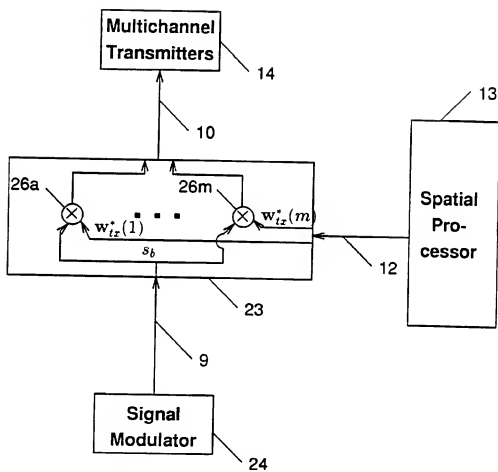 Multichannel
Transmitters
14
13
10
26a
26m
w*tx(1)
w*tx(m)
Spatial
Pro-
cessor
sb
12
23
9
Signal
Modulator
24